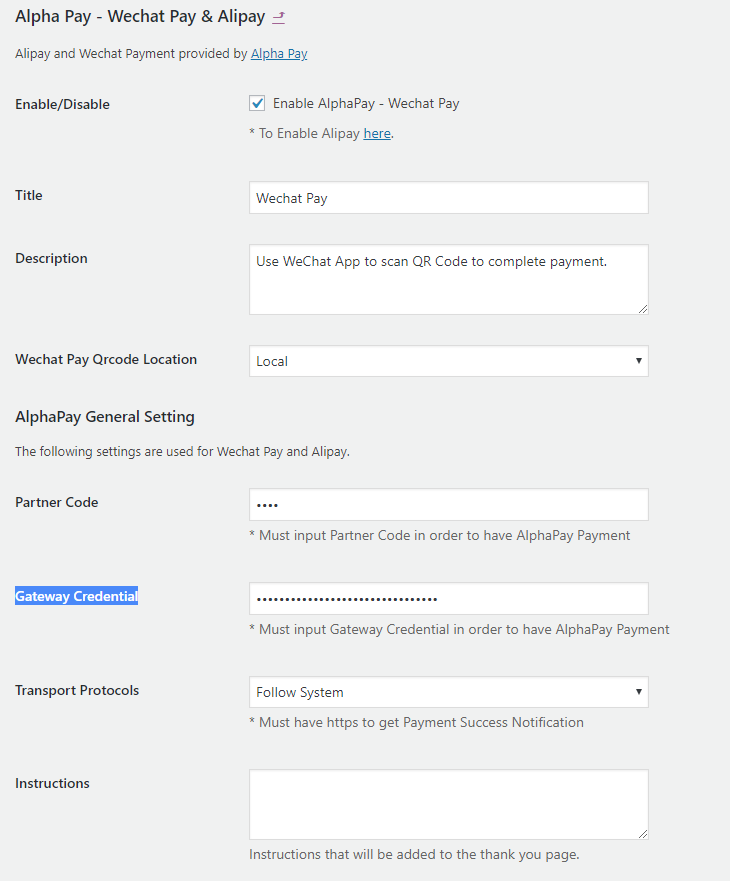 Alpha Pay - Wechat Pay & Alipay
Alipay and Wechat Payment provided by Alpha Pay
Enable/Disable
Enable AlphaPay - Wechat Pay
* To Enable Alipay here.
Title
Wechat Pay
Description
Use WeChat App to scan QR Code to complete payment.
Wechat Pay Qrcode Location
Local
AlphaPay General Setting
The following settings are used for Wechat Pay and Alipay.
Partner Code
* Must input Partner Code in order to have AlphaPay Payment
Gateway Credential
* Must input Gateway Credential in order to have AlphaPay Payment
Transport Protocols
Follow System
* Must have https to get Payment Success Notification
Instructions
Instructions that will be added to the thank you page.